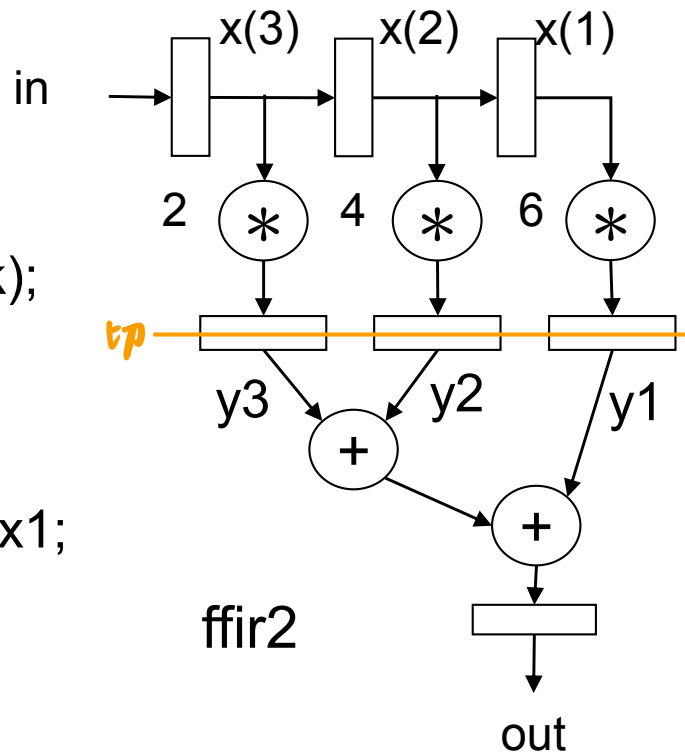 x(3) x(2) x(1)
in
2 * 4 * 6 *
x);
tp
y3 y2 y1
+
+
x1;
ffir2
out